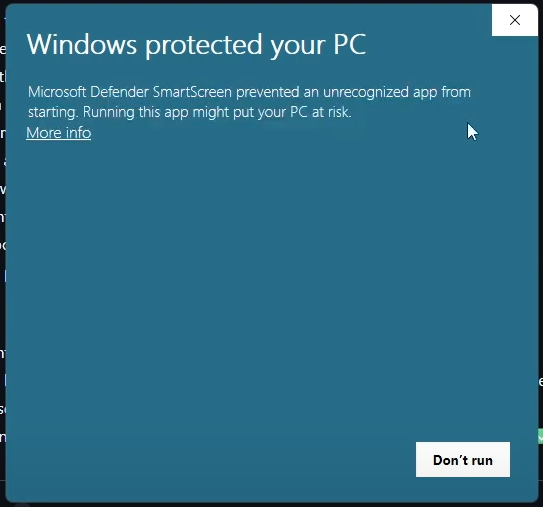 Windows protected your PC
Microsoft Defender SmartScreen prevented an unrecognized app from
starting. Running this app might put your PC at risk.
More info
Don't run